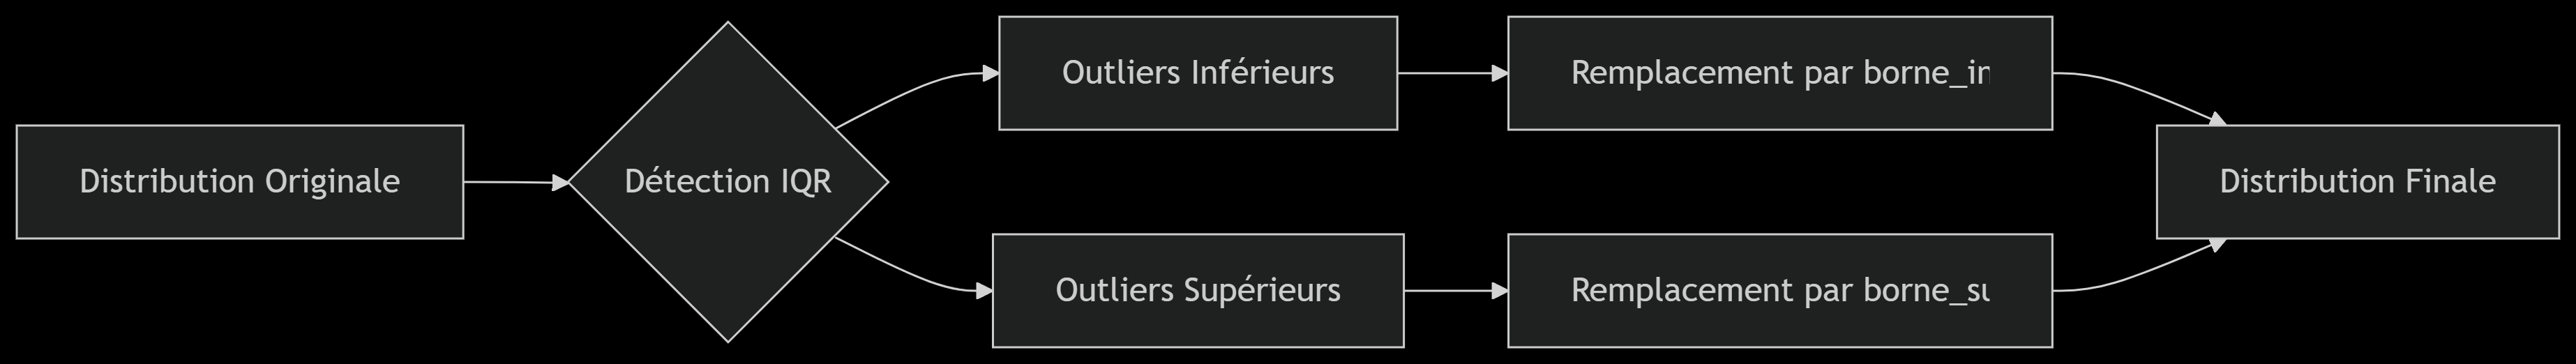 Distribution Originale
Détection IQR
Outliers Inférieurs
Remplacement par borne_in
Outliers Supérieurs
Remplacement par borne_su
Distribution Finale